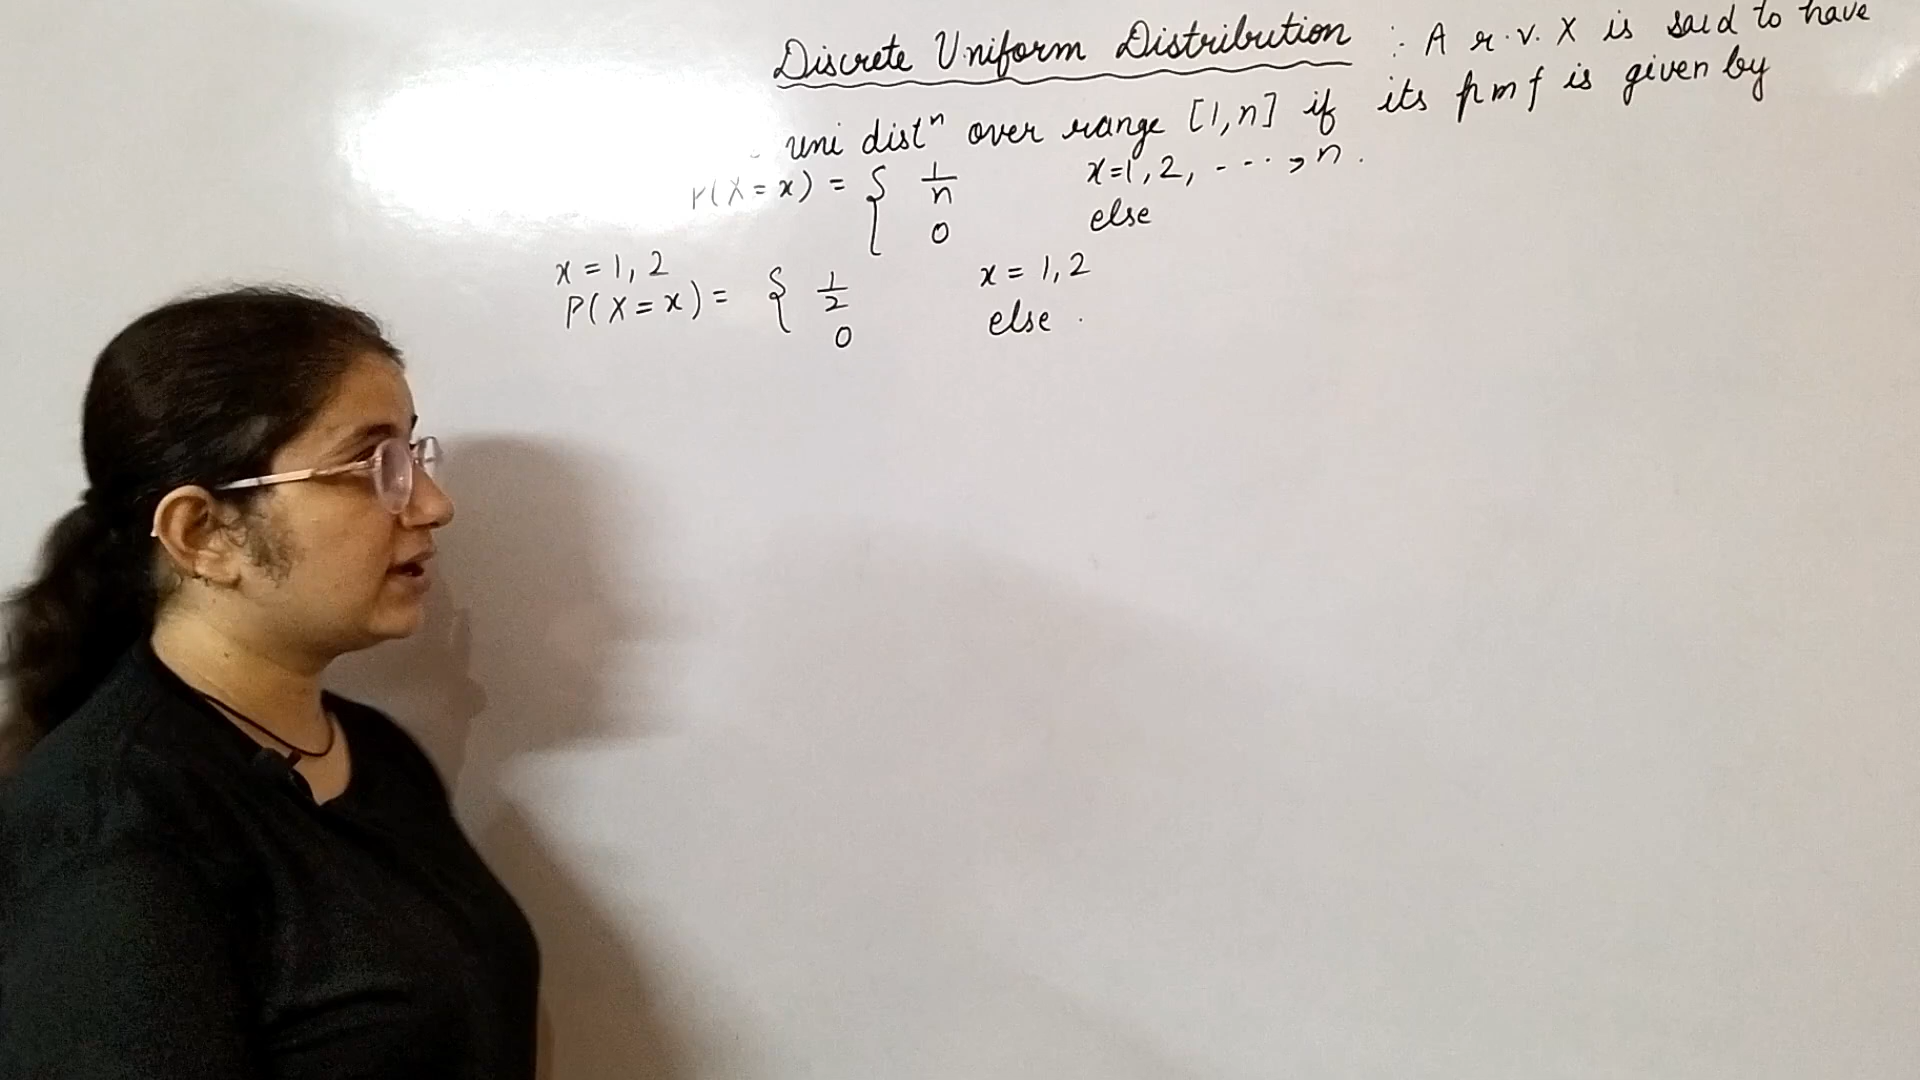 Discrete Uniform Distribution : A r.v. X is said to have
uni distⁿ over range [1,n] if its pmf is given by
P(X=x) = { 1/n x=1,2, - - - , n .
0 else
x = 1, 2
P(X=x) = { 1/2 x = 1,2
0 else .